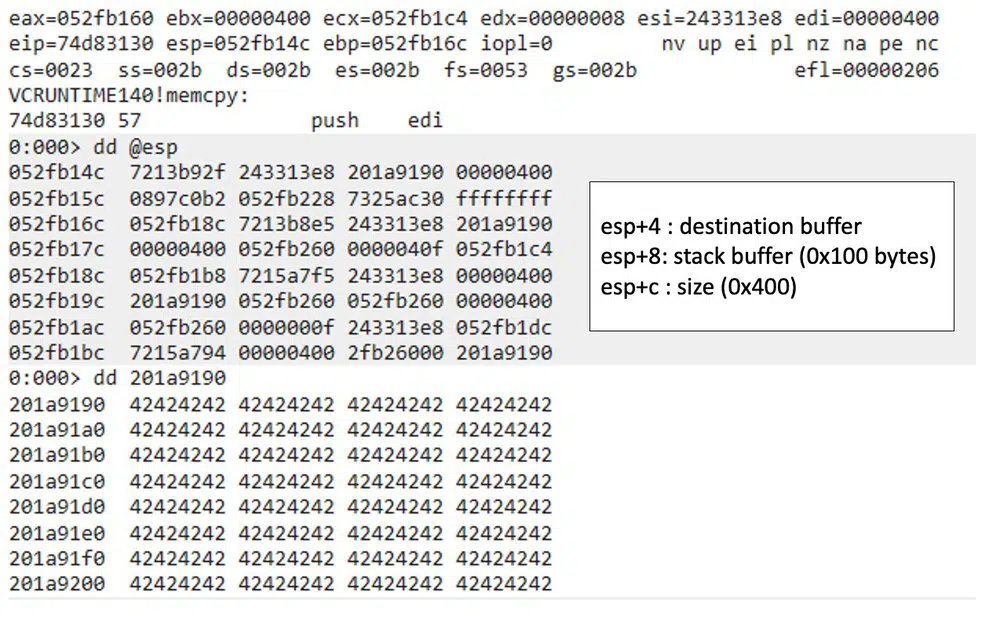 eax=052fb160 ebx=00000400 ecx=052fb1c4 edx=00000008 esi=243313e8 edi=00000400
eip=74d83130 esp=052fb14c ebp=052fb16c iopl=0         nv up ei pl nz na pe nc
cs=0023  ss=002b  ds=002b  es=002b  fs=0053  gs=002b             efl=00000206
VCRUNTIME140!memcpy:
74d83130 57              push    edi
0:000> dd @esp
052fb14c  7213b92f 243313e8 201a9190 00000400
052fb15c  0897c0b2 052fb228 7325ac30 ffffffff
052fb16c  052fb18c 7213b8e5 243313e8 201a9190
052fb17c  00000400 052fb260 0000040f 052fb1c4
052fb18c  052fb1b8 7215a7f5 243313e8 00000400
052fb19c  201a9190 052fb260 052fb260 00000400
052fb1ac  052fb260 0000000f 243313e8 052fb1dc
052fb1bc  7215a794 00000400 2fb26000 201a9190
esp+4 : destination buffer
esp+8: stack buffer (0x100 bytes)
esp+c : size (0x400)
0:000> dd 201a9190
201a9190  42424242 42424242 42424242 42424242
201a91a0  42424242 42424242 42424242 42424242
201a91b0  42424242 42424242 42424242 42424242
201a91c0  42424242 42424242 42424242 42424242
201a91d0  42424242 42424242 42424242 42424242
201a91e0  42424242 42424242 42424242 42424242
201a91f0  42424242 42424242 42424242 42424242
201a9200  42424242 42424242 42424242 42424242